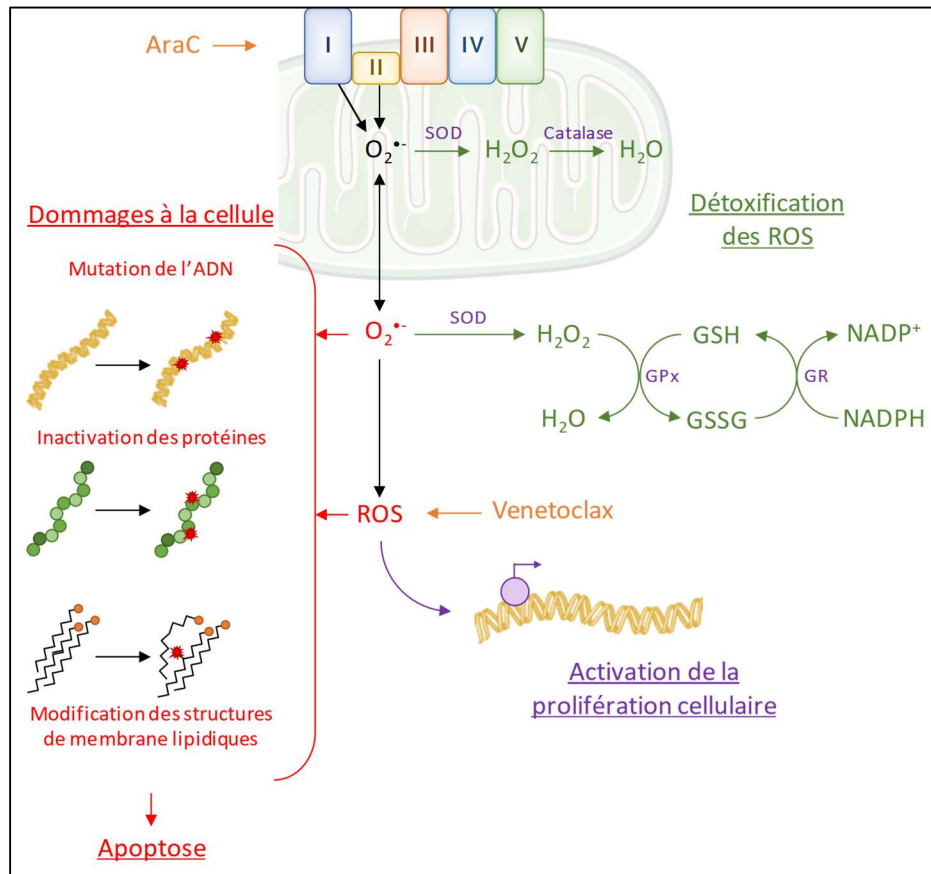 AraC
I
II
III
IV
V
O₂•-
SOD
H₂O₂
Catalase
H₂O
Dommages à la cellule
Détoxification
des ROS
Mutation de l'ADN
O₂•-
SOD
H₂O₂
GSH
NADP⁺
GPx
GR
H₂O
GSSG
NADPH
Inactivation des protéines
ROS
Venetoclax
Activation de la
prolifération cellulaire
Modification des structures
de membrane lipidiques
Apoptose